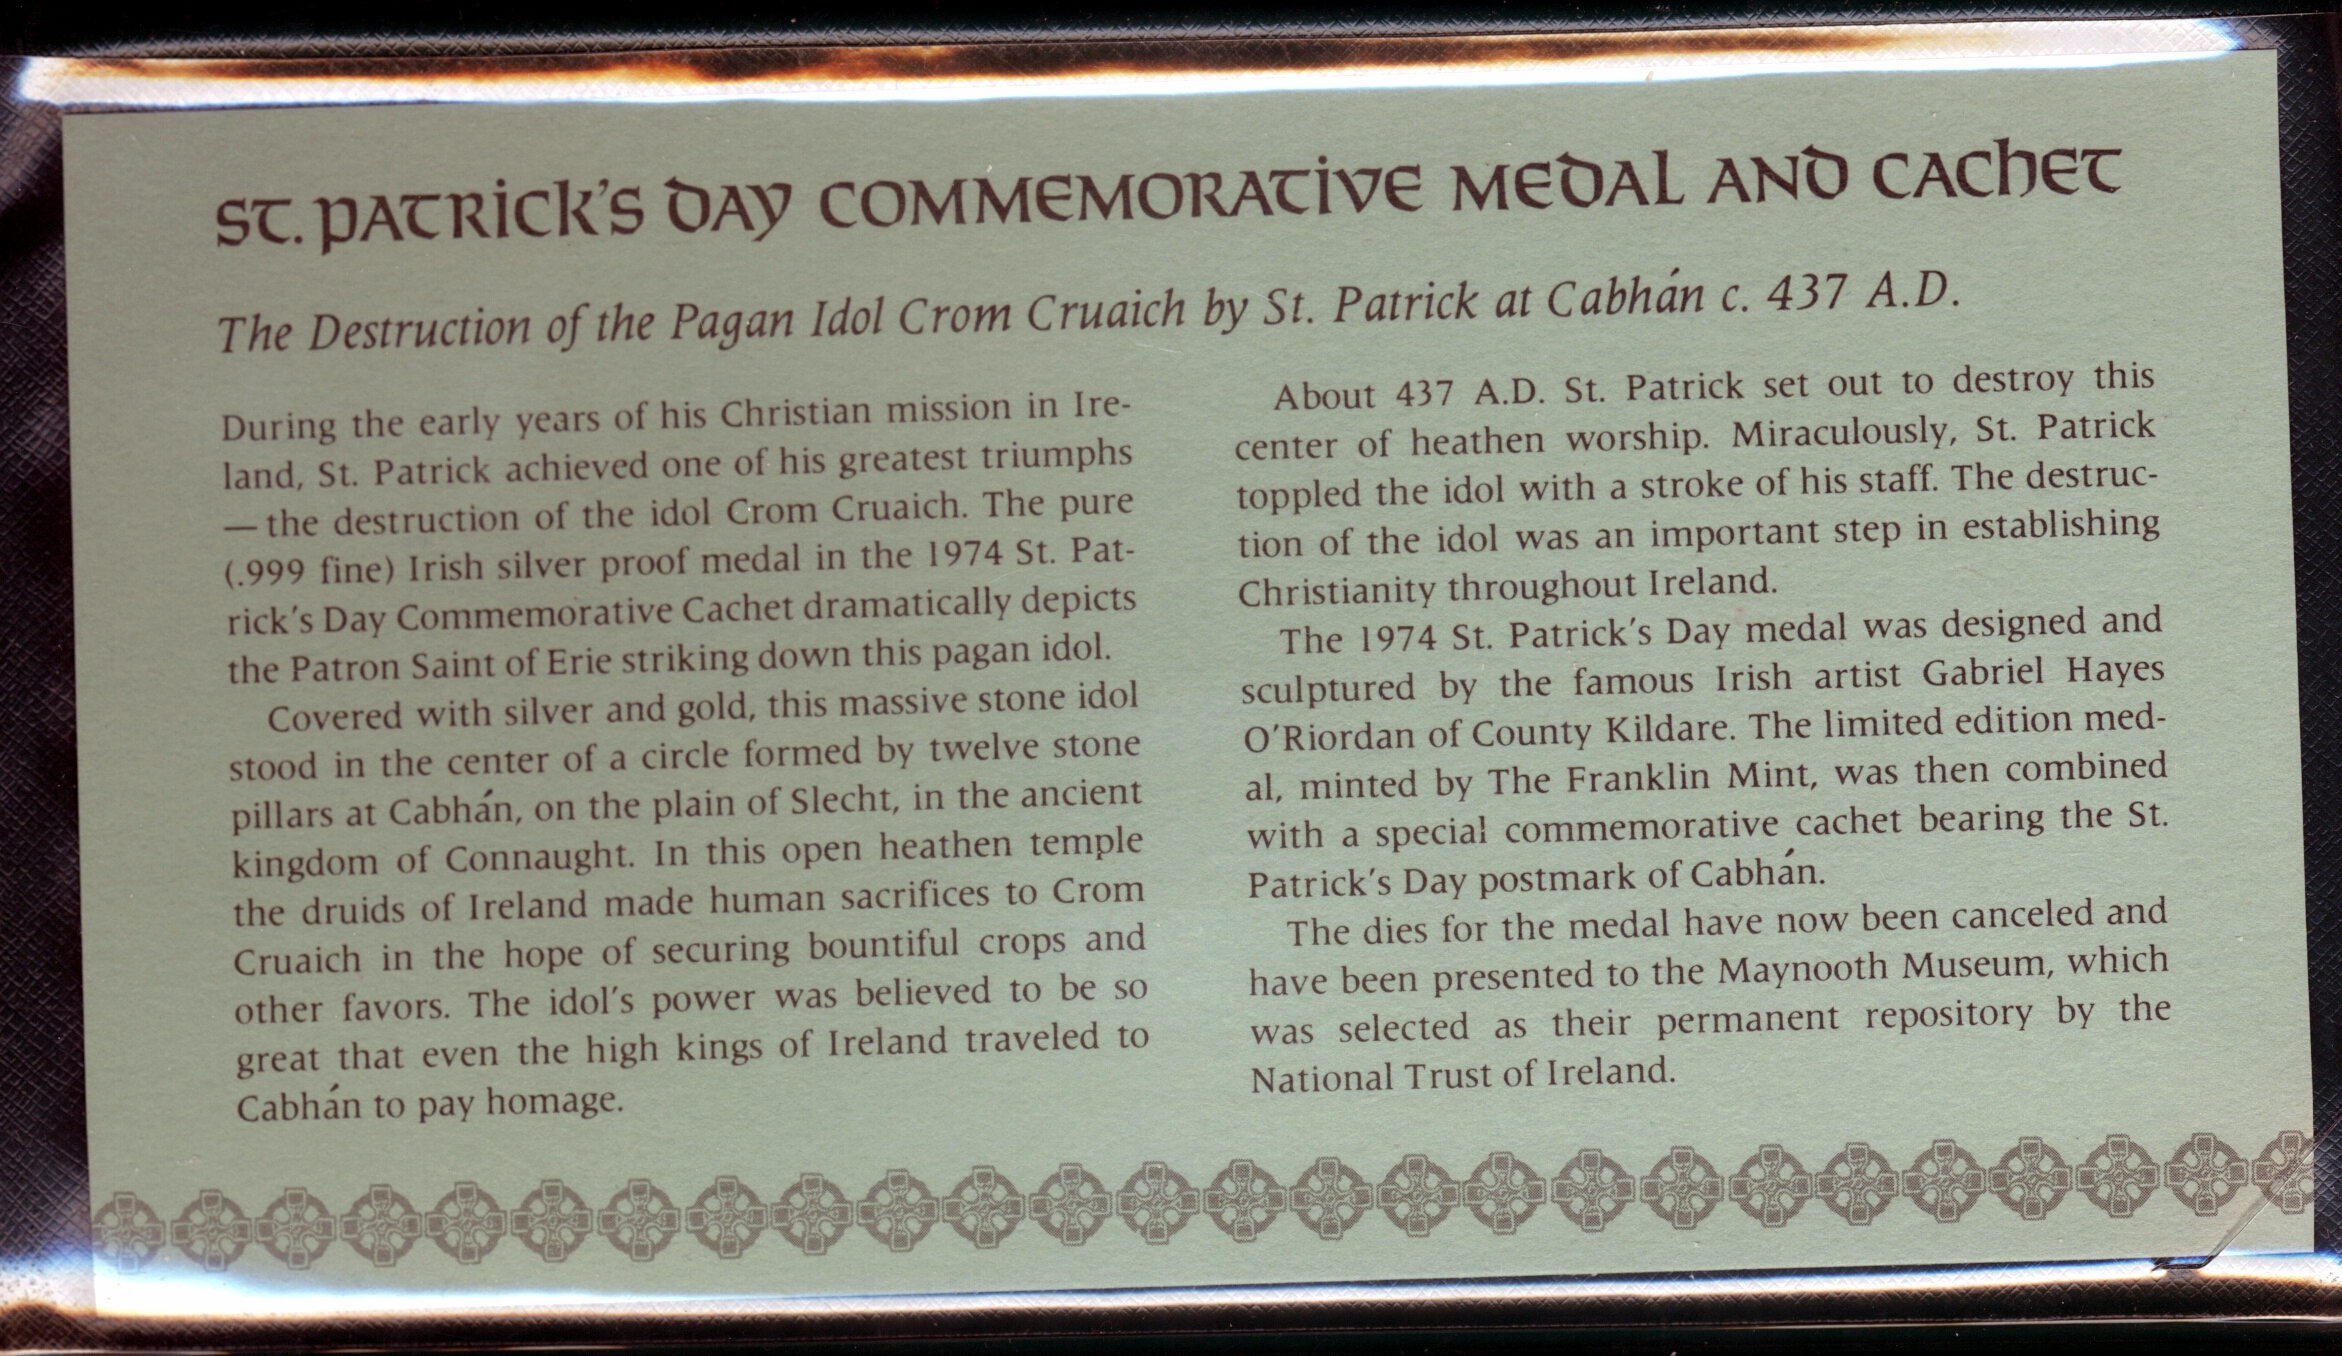 ST. PATRICK'S DAY COMMEMORATIVE MEDAL AND CACHET
The Destruction of the Pagan Idol Crom Cruaich by St. Patrick at Cabhán c. 437 A.D.
During the early years of his Christian mission in Ire-
land, St. Patrick achieved one of his greatest triumphs
— the destruction of the idol Crom Cruaich. The pure
(.999 fine) Irish silver proof medal in the 1974 St. Pat-
rick's Day Commemorative Cachet dramatically depicts
the Patron Saint of Erie striking down this pagan idol.
Covered with silver and gold, this massive stone idol
stood in the center of a circle formed by twelve stone
pillars at Cabhán, on the plain of Slecht, in the ancient
kingdom of Connaught. In this open heathen temple
the druids of Ireland made human sacrifices to Crom
Cruaich in the hope of securing bountiful crops and
other favors. The idol's power was believed to be so
great that even the high kings of Ireland traveled to
Cabhán to pay homage.
About 437 A.D. St. Patrick set out to destroy this
center of heathen worship. Miraculously, St. Patrick
toppled the idol with a stroke of his staff. The destruc-
tion of the idol was an important step in establishing
Christianity throughout Ireland.
The 1974 St. Patrick's Day medal was designed and
sculptured by the famous Irish artist Gabriel Hayes
O'Riordan of County Kildare. The limited edition med-
al, minted by The Franklin Mint, was then combined
with a special commemorative cachet bearing the St.
Patrick's Day postmark of Cabhán.
The dies for the medal have now been canceled and
have been presented to the Maynooth Museum, which
was selected as their permanent repository by the
National Trust of Ireland.